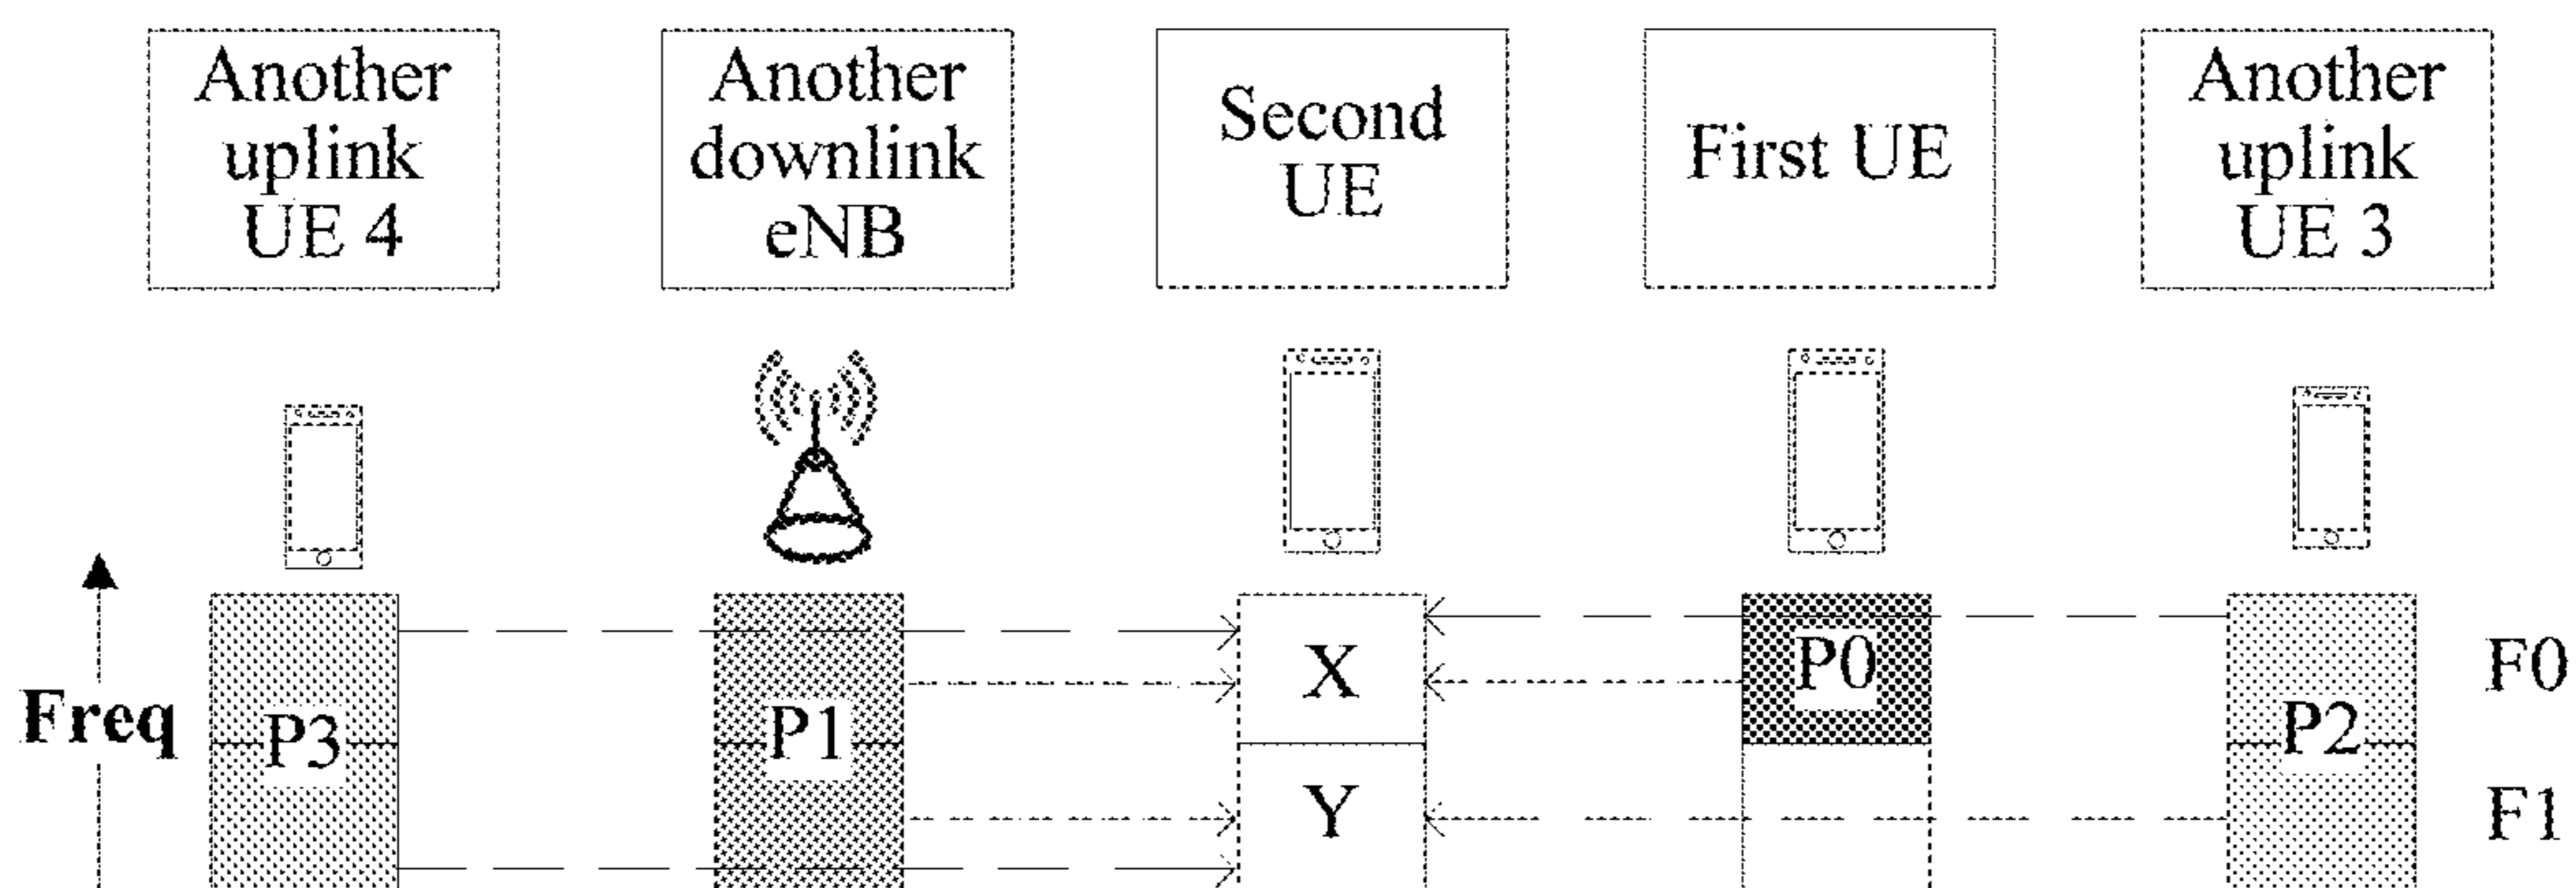 Another
uplink
UE 4
Another
downlink
eNB
Second
UE
First UE
Another
uplink
UE 3
Freq
P3
P1
X
Y
P0
P2
F0
F1